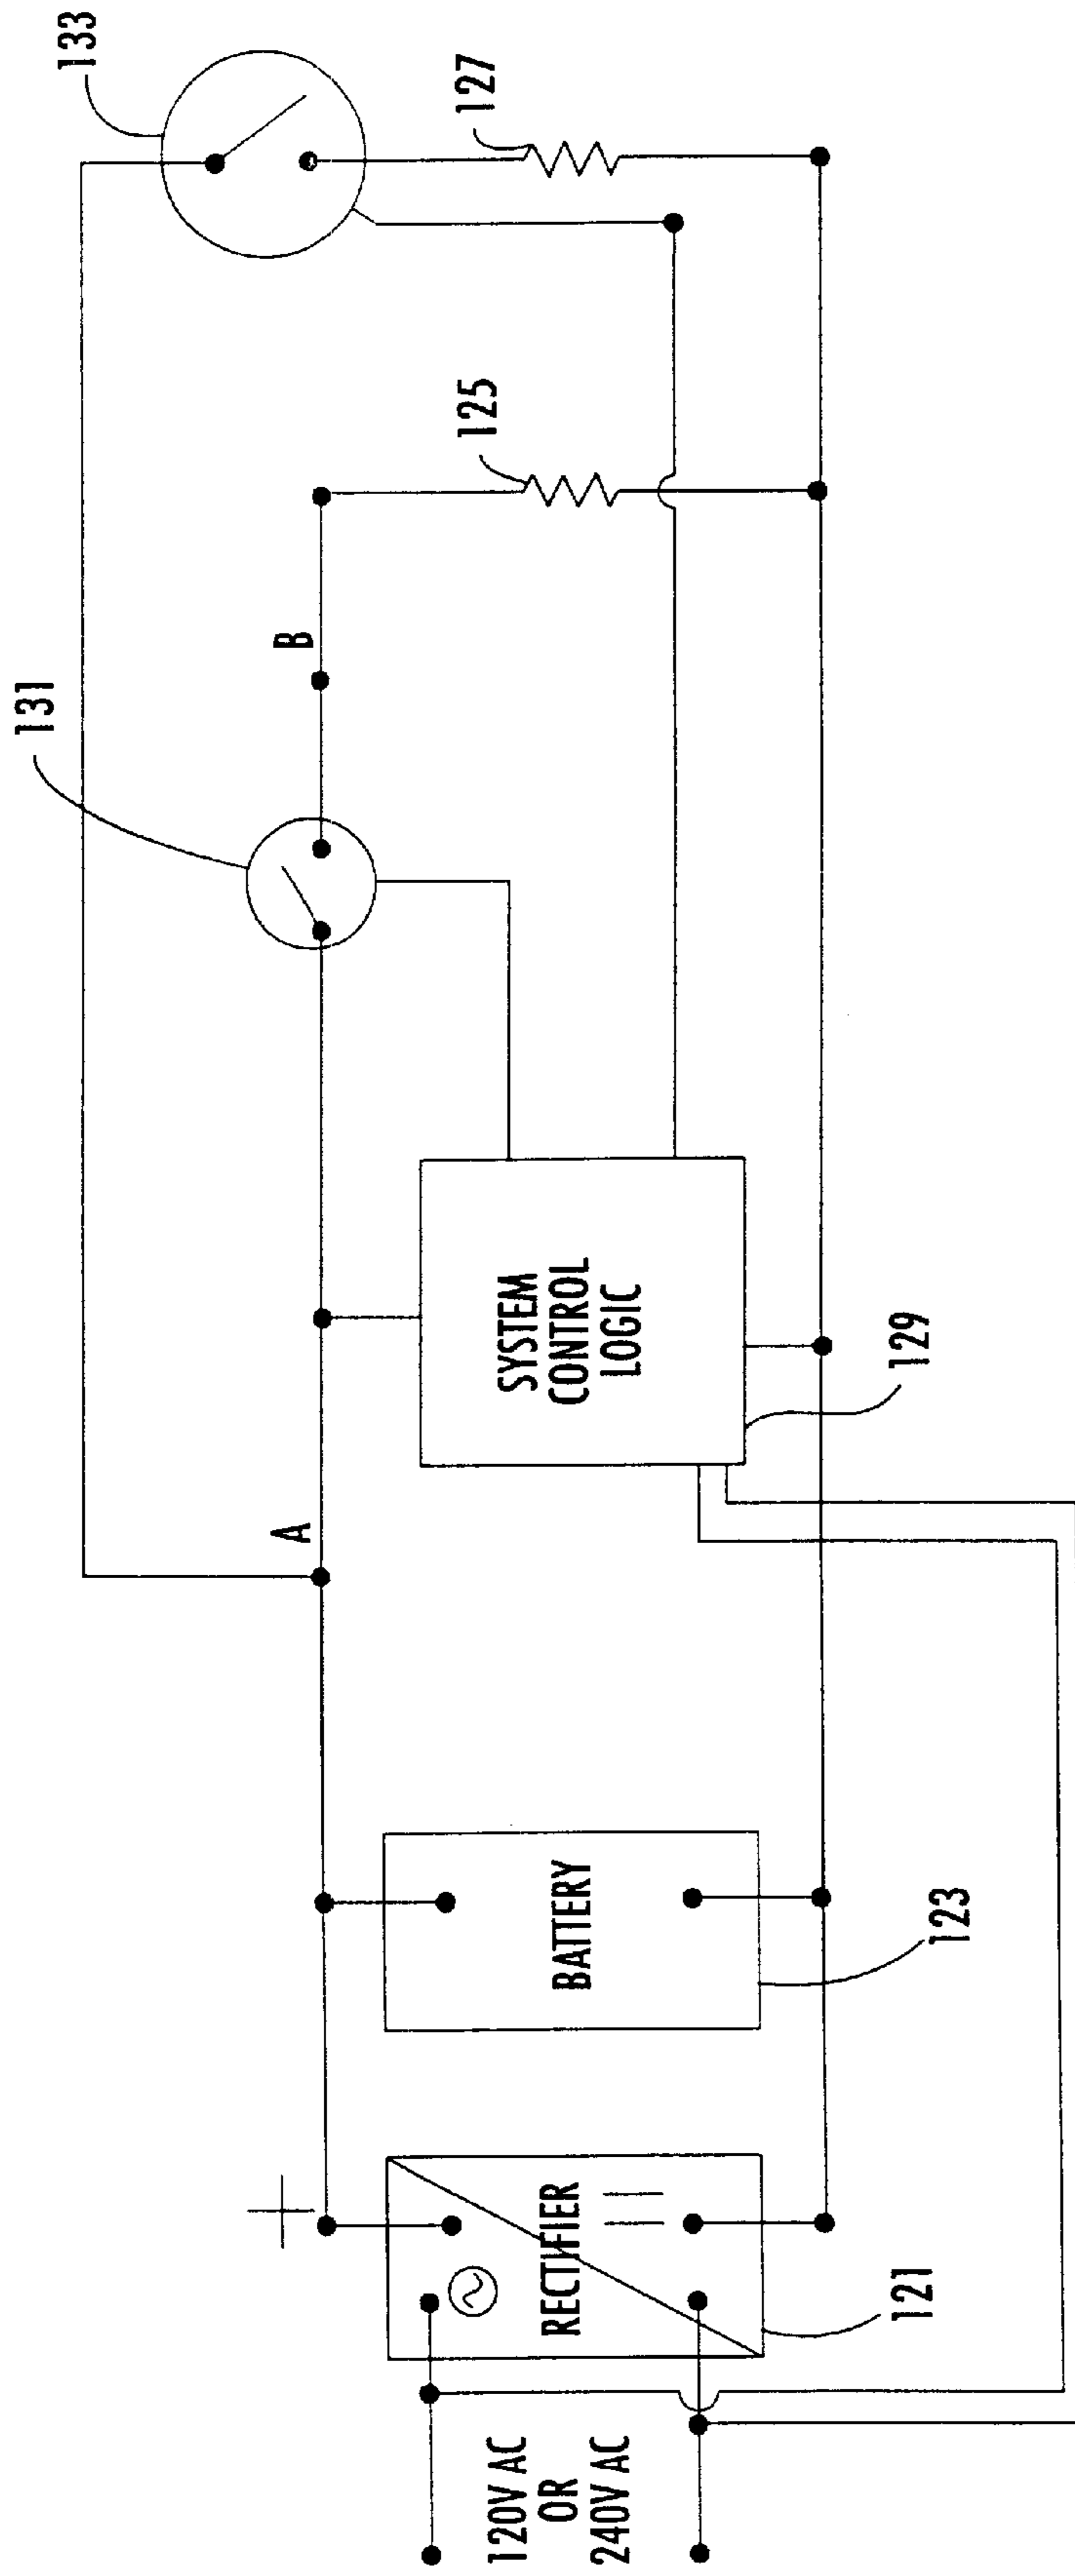 133
127
131
125
B
A
SYSTEM
CONTROL
LOGIC
129
BATTERY
123
+
RECTIFIER
121
120V AC
OR
240V AC